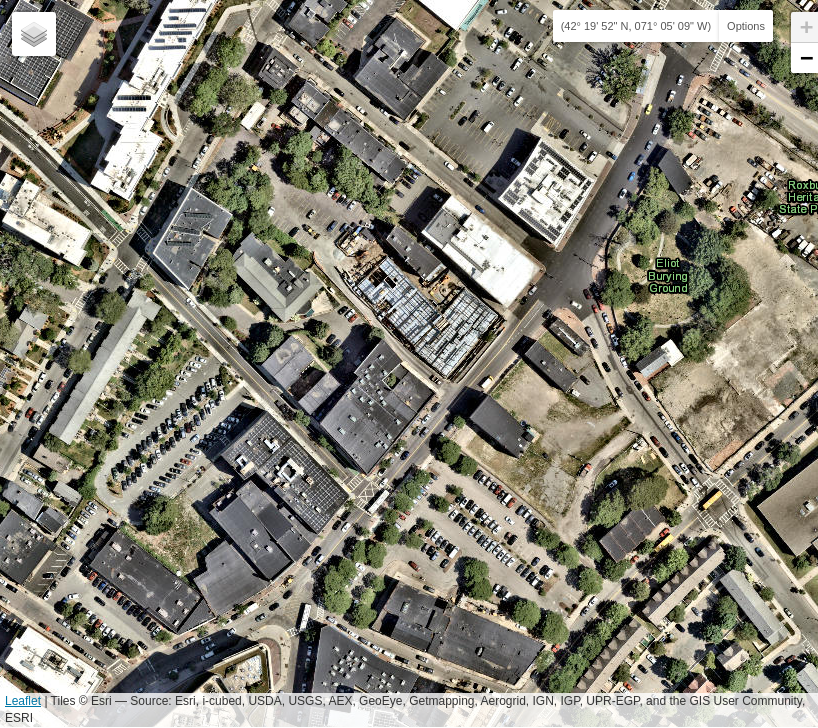 (42° 19' 52" N, 071° 05' 09" W)
Options
+
−
Eliot
Burying
Ground
Leaflet | Tiles © Esri — Source: Esri, i-cubed, USDA, USGS, AEX, GeoEye, Getmapping, Aerogrid, IGN, IGP, UPR-EGP, and the GIS User Community,
ESRI